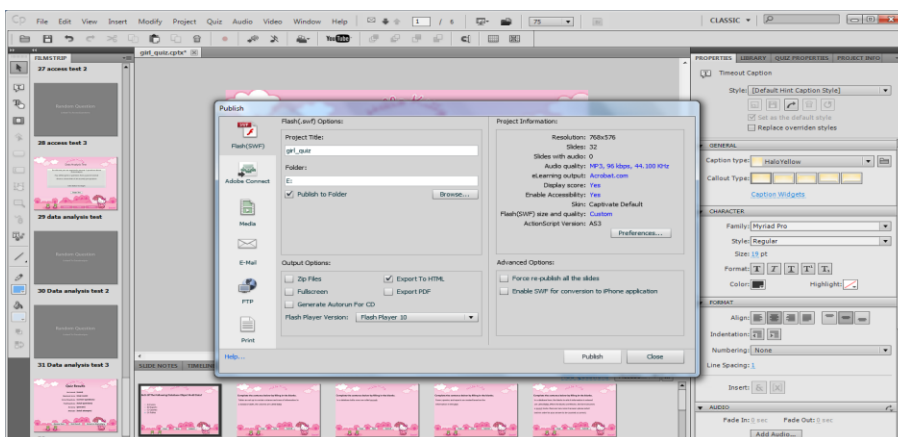 Cp File Edit View Insert Modify Project Quiz Audio Video Window Help 1 / 75 CLASSIC
YouTube
girl_quiz.cptx*
FILMSTRIP
27 access test 2
Random Question
28 access test 3
29 data analysis test
Random Question
30 Data analysis test 2
Random Question
31 Data analysis test 3
Publish
Flash(SWF)
Adobe Connect
Media
E-Mail
FTP
Print
Flash(.swf) Options:
Project Title:
girl_quiz
Folder:
E:
Publish to Folder Browse...
Output Options:
Zip Files Export To HTML
Fullscreen Export PDF
Generate Autorun For CD
Flash Player Version: Flash Player 10
Project Information:
Resolution: 768x576
Slides: 32
Slides with audio: 0
Audio quality: MP3, 96 kbps, 44.100 KHz
eLearning output: Acrobat.com
Display score: Yes
Enable Accessibility: Yes
Skin: Captivate Default
Flash(SWF) size and quality: Custom
ActionScript Version: AS3
Preferences...
Advanced Options:
Force re-publish all the slides
Enable SWF for conversion to iPhone application
Help... Publish Close
SLIDE NOTES TIMELINE
PROPERTIES LIBRARY QUIZ PROPERTIES PROJECT INFO
Timeout Caption
Style: [Default Hint Caption Style]
Set as the default style
Replace overriden styles
GENERAL
Caption type: HaloYellow
Callout Type:
Caption Widgets
CHARACTER
Family: Myriad Pro
Style: Regular
Size: 19 pt
Format: T T T T T
Color: Highlight:
FORMAT
Align:
Indentation:
Numbering: None
Line Spacing: 1
Insert:
AUDIO
Fade In: 0 sec Fade Out: 0 sec
Add Audio...